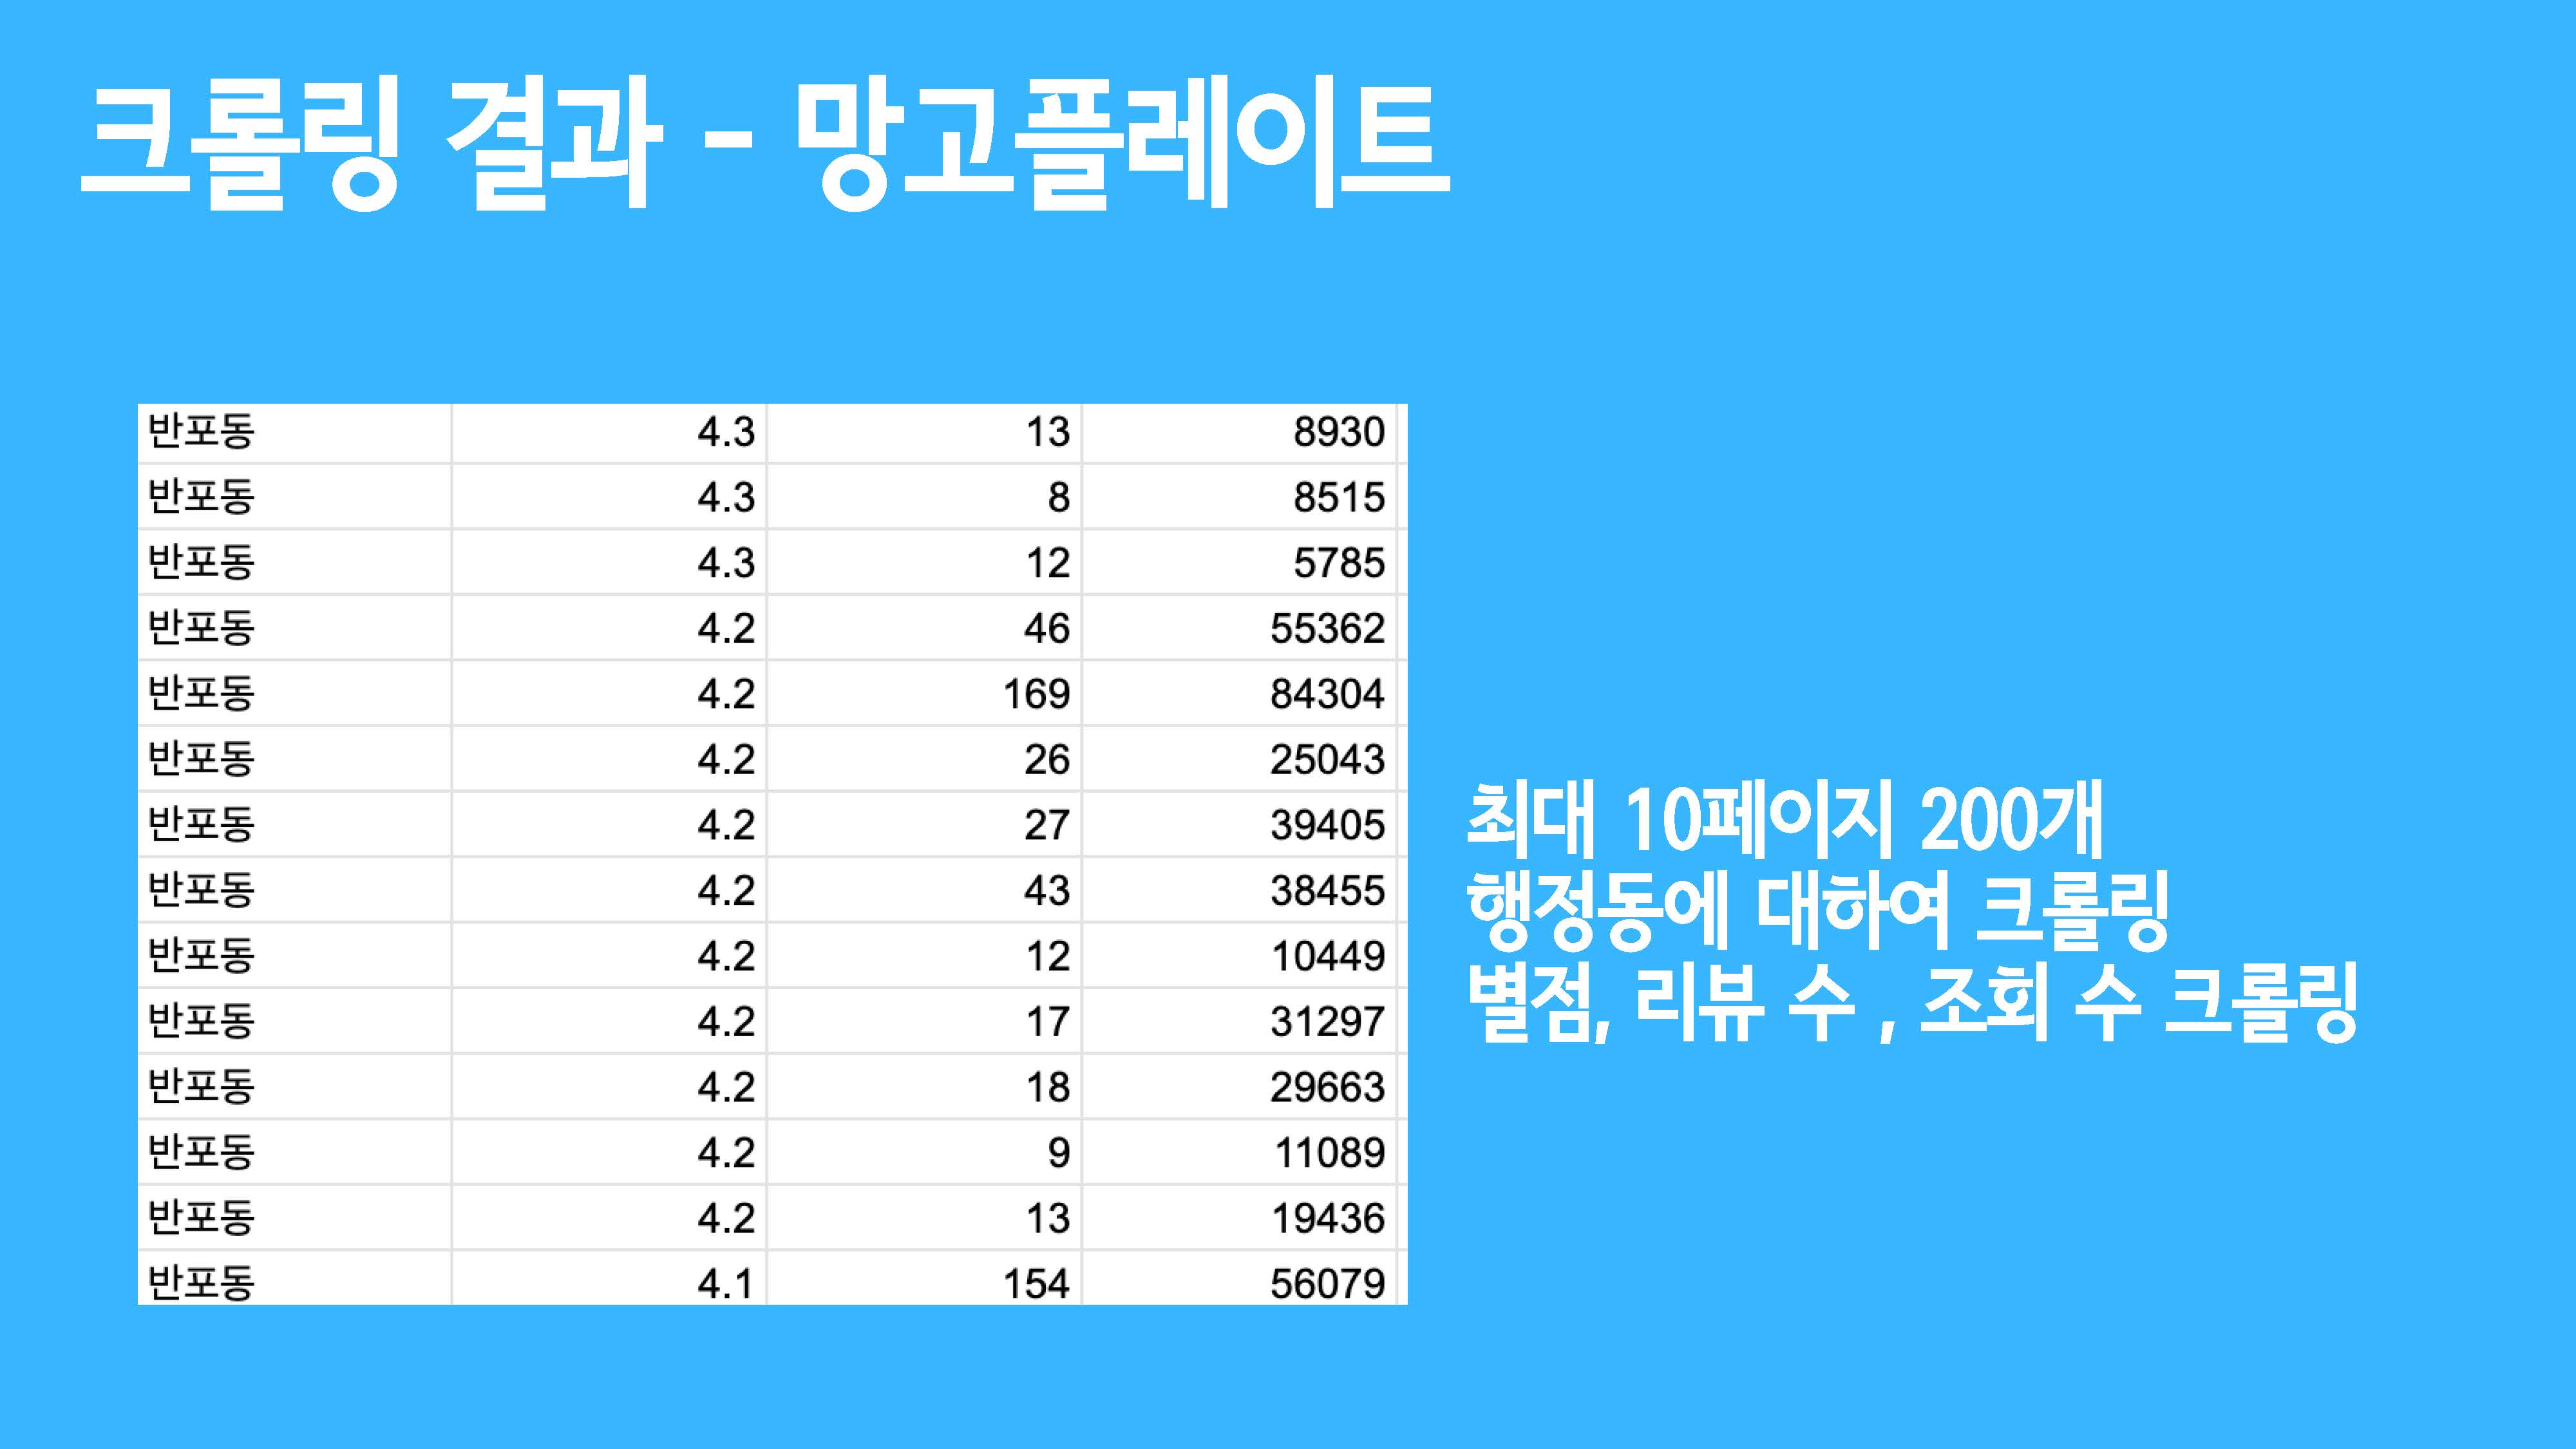 크롤링 결과 - 망고플레이트
반포동 4.3 13 8930
반포동 4.3 8 8515
반포동 4.3 12 5785
반포동 4.2 46 55362
반포동 4.2 169 84304
반포동 4.2 26 25043
반포동 4.2 27 39405
반포동 4.2 43 38455
반포동 4.2 12 10449
반포동 4.2 17 31297
반포동 4.2 18 29663
반포동 4.2 9 11089
반포동 4.2 13 19436
반포동 4.1 154 56079
최대 10페이지 200개
행정동에 대하여 크롤링
별점, 리뷰 수 , 조회 수 크롤링